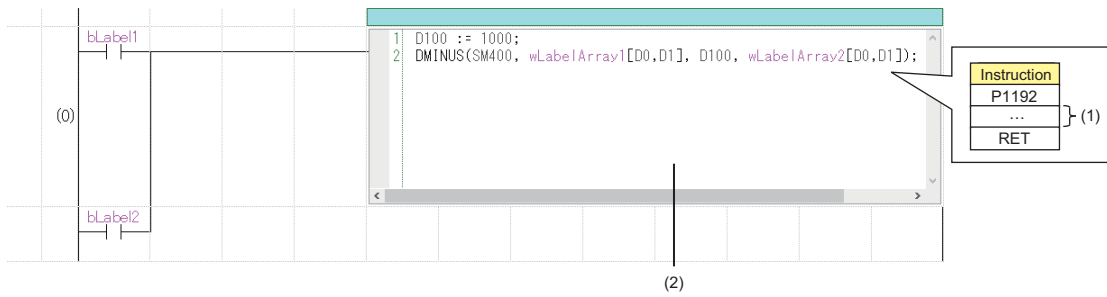 bLabel1
1 D100 := 1000;
2 DMINUS(SM400, wLabelArray1[D0,D1], D100, wLabelArray2[D0,D1]);
Instruction
P1192
(0)
...
(1)
RET
bLabel2
(2)